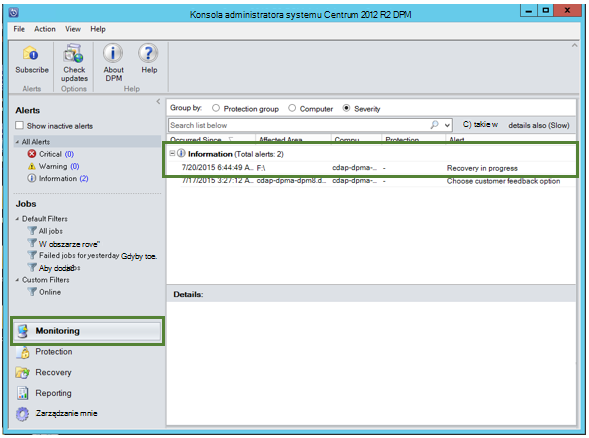 Konsola administratora systemu Centrum 2012 R2 DPM
File Action View Help
Subscribe Check updates About DPM Help
Alerts Options Help
Alerts
Show inactive alerts
All Alerts
Critical (0)
Warning (0)
Information (2)
Jobs
Default Filters
All jobs
W obszarze rove"
Failed jobs for yesterday Gdyby toe.
Aby dodać
Custom Filters
Online
Monitoring
Protection
Recovery
Reporting
Zarządzanie mnie
Group by: Protection group Computer Severity
Search list below C) takie w details also (Slow)
Occurred Since Affected Area Compu... Protection Alert
Information (Total alerts: 2)
7/20/2015 6:44:49 A.. F:\ cdap-dpma-... - Recovery in progress
7/17/2015 3:27:12 A.. cdap-dpma-dpm8.d.. cdap-dpma-... - Choose customer feedback option
Details: